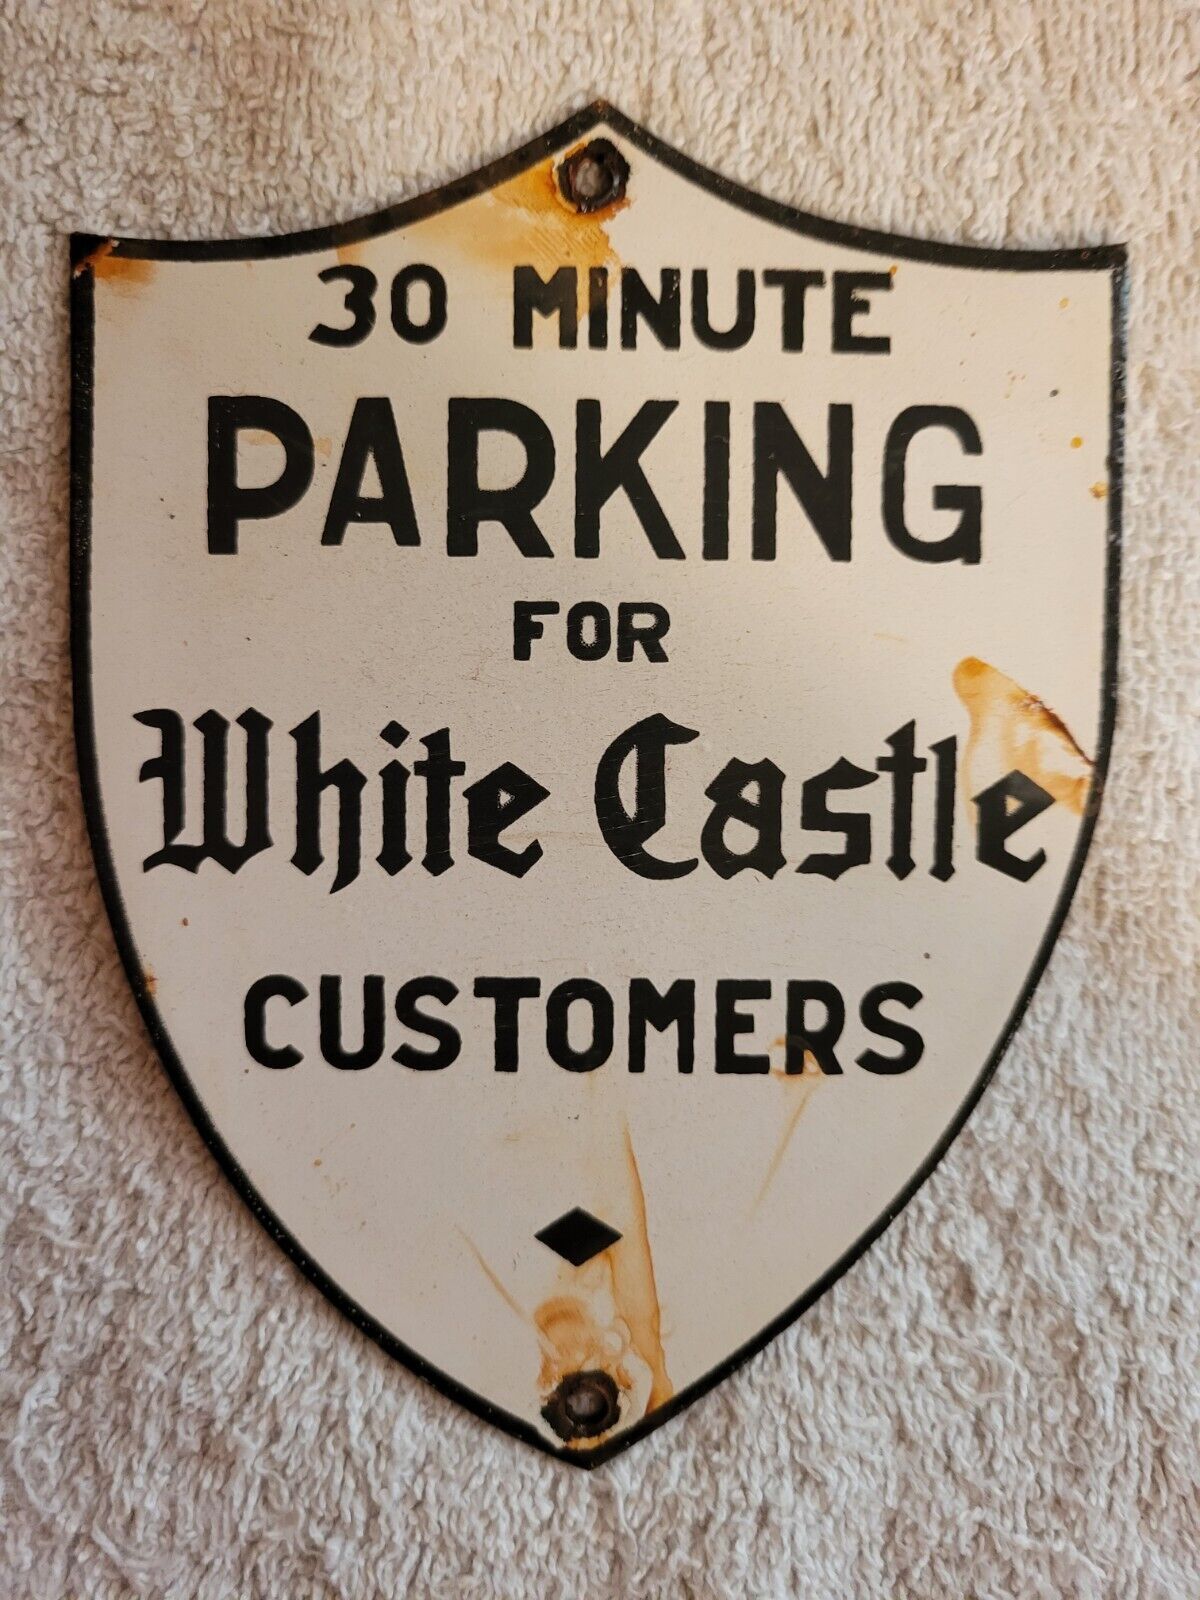 30 MINUTE
PARKING
FOR
White Castle
CUSTOMERS